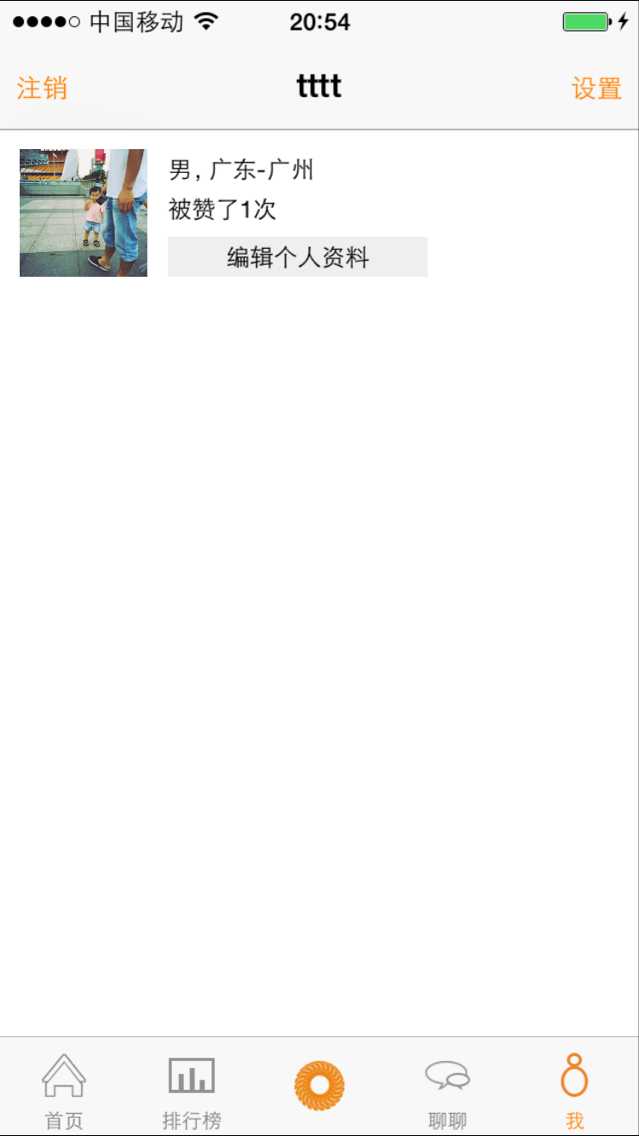 中国移动 20:54
注销 tttt 设置
男, 广东-广州
被赞了1次
编辑个人资料
首页 排行榜 聊聊 我